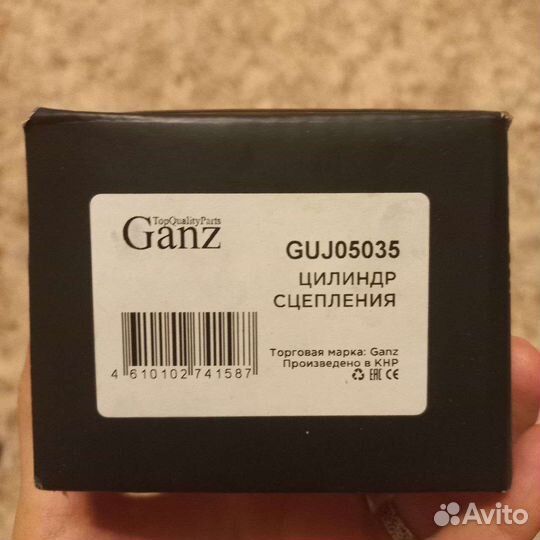 TopQualityParts
Ganz
GUJ05035
ЦИЛИНДР
СЦЕПЛЕНИЯ
4 610102 741587
Торговая марка: Ganz
Произведено в КНР
EAC CE
Avito